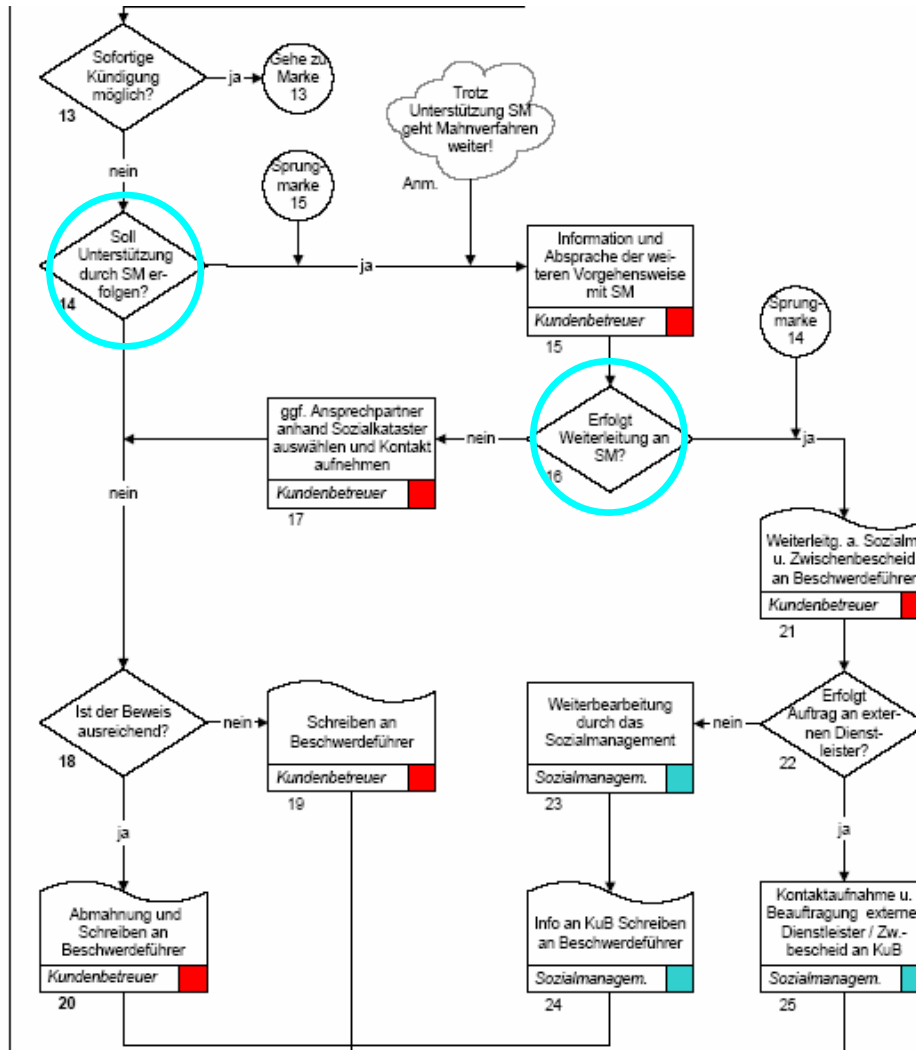 Sofortige
Kündigung
möglich?
13
ja
Gehe zu
Marke
13
nein
Sprung-
marke
15
Trotz
Unterstützung SM
geht Mahnverfahren
weiter!
Anm.
Soll
Unterstützung
durch SM er-
folgen?
14
ja
Information und
Absprache der wei-
teren Vorgehensweise
mit SM
Kundenbetreuer
15
Sprung-
marke
14
Erfolgt
Weiterleitung an
SM?
16
nein
ja
ggf. Ansprechpartner
anhand Sozialkataster
auswählen und Kontakt
aufnehmen
Kundenbetreuer
17
nein
Weiterleitg. a. Sozialm
u. Zwischenbescheid
an Beschwerdeführer
Kundenbetreuer
21
Ist der Beweis
ausreichend?
18
nein
Schreiben an
Beschwerdeführer
Kundenbetreuer
19
Weiterbearbeitung
durch das
Sozialmanagement
Sozialmanagem.
23
nein
Erfolgt
Auftrag an exter-
nen Dienst-
leister?
22
ja
ja
Abmahnung und
Schreiben an
Beschwerdeführer
Kundenbetreuer
20
Info an KuB Schreiben
an Beschwerdeführer
Sozialmanagem.
24
Kontaktaufnahme u.
Beauftragung externe
Dienstleister / Zw.-
bescheid an KuB
Sozialmanagem.
25